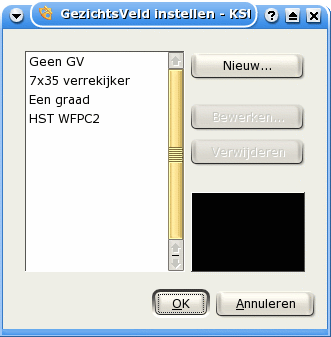 GezichtsVeld instellen - KSt
Geen GV
7x35 verrekijker
Een graad
HST WFPC2
Nieuw...
Bewerken...
Verwijderen
OK
Annuleren